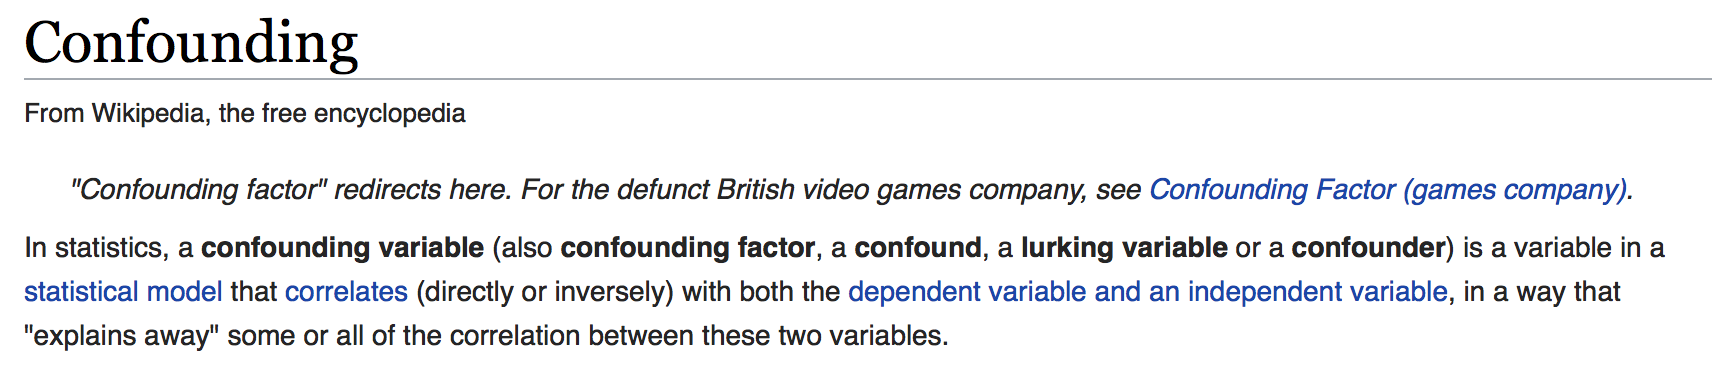 Confounding
From Wikipedia, the free encyclopedia
"Confounding factor" redirects here. For the defunct British video games company, see Confounding Factor (games company).
In statistics, a confounding variable (also confounding factor, a confound, a lurking variable or a confounder) is a variable in a
statistical model that correlates (directly or inversely) with both the dependent variable and an independent variable, in a way that
"explains away" some or all of the correlation between these two variables.